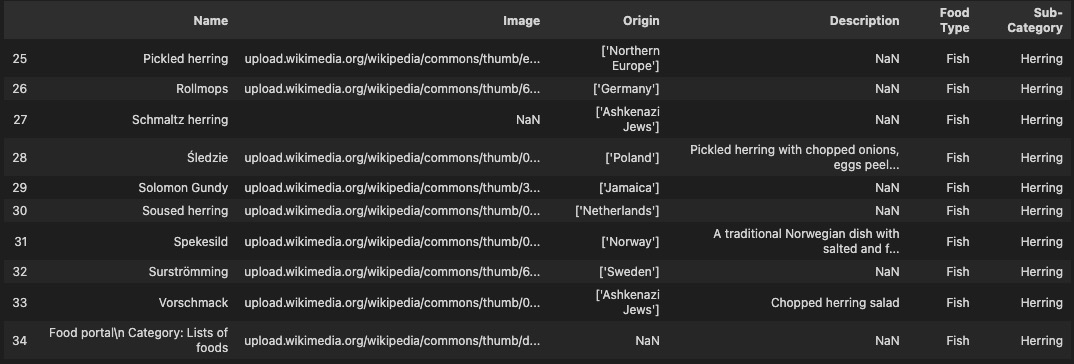 Name Image Origin Description Food Type Sub-Category
25 Pickled herring upload.wikimedia.org/wikipedia/commons/thumb/e... ['Northern Europe'] NaN Fish Herring
26 Rollmops upload.wikimedia.org/wikipedia/commons/thumb/6... ['Germany'] NaN Fish Herring
27 Schmaltz herring NaN ['Ashkenazi Jews'] NaN Fish Herring
28 Śledzie upload.wikimedia.org/wikipedia/commons/thumb/0... ['Poland'] Pickled herring with chopped onions, eggs peel... Fish Herring
29 Solomon Gundy upload.wikimedia.org/wikipedia/commons/thumb/3... ['Jamaica'] NaN Fish Herring
30 Soused herring upload.wikimedia.org/wikipedia/commons/thumb/0... ['Netherlands'] NaN Fish Herring
31 Spekesild upload.wikimedia.org/wikipedia/commons/thumb/0... ['Norway'] A traditional Norwegian dish with salted and f... Fish Herring
32 Surströmming upload.wikimedia.org/wikipedia/commons/thumb/6... ['Sweden'] NaN Fish Herring
33 Vorschmack upload.wikimedia.org/wikipedia/commons/thumb/0... ['Ashkenazi Jews'] Chopped herring salad Fish Herring
34 Food portal\n Category: Lists of foods upload.wikimedia.org/wikipedia/commons/thumb/d... NaN NaN Fish Herring